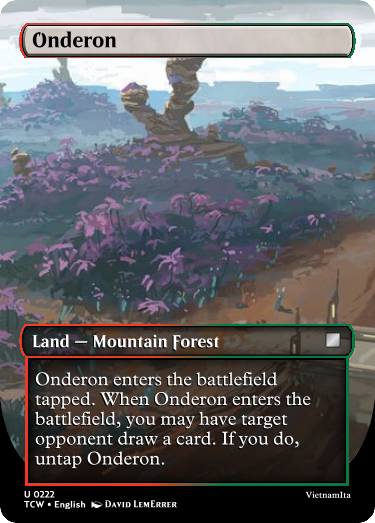 Onderon
Land — Mountain Forest
Onderon enters the battlefield
tapped. When Onderon enters the
battlefield, you may have target
opponent draw a card. If you do,
untap Onderon.
U 0222
TCW • English DAVID LEMERRER
VietnamIta